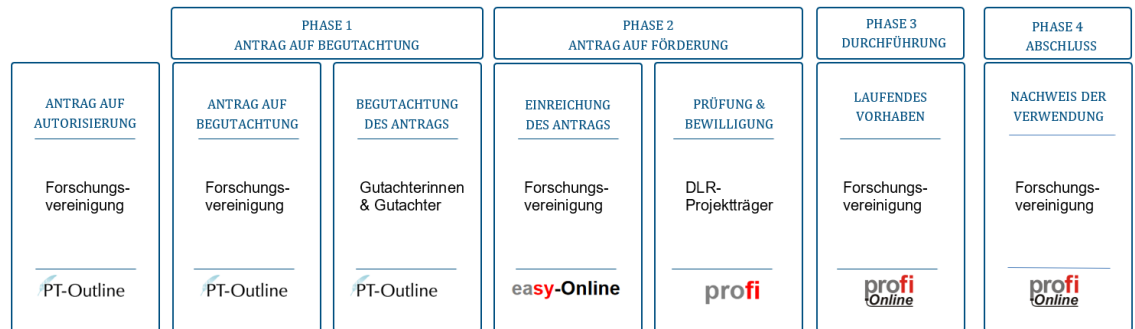 PHASE 1
ANTRAG AUF BEGUTACHTUNG
PHASE 2
ANTRAG AUF FÖRDERUNG
PHASE 3
DURCHFÜHRUNG
PHASE 4
ABSCHLUSS
ANTRAG AUF
AUTORISIERUNG
Forschungs-
vereinigung
PT-Outline
ANTRAG AUF
BEGUTACHTUNG
Forschungs-
vereinigung
PT-Outline
BEGUTACHTUNG
DES ANTRAGS
Gutachterinnen
& Gutachter
PT-Outline
EINREICHUNG
DES ANTRAGS
Forschungs-
vereinigung
easy-Online
PRÜFUNG &
BEWILLIGUNG
DLR-
Projektträger
profi
LAUFENDES
VORHABEN
Forschungs-
vereinigung
profi
-Online
NACHWEIS DER
VERWENDUNG
Forschungs-
vereinigung
profi
-Online